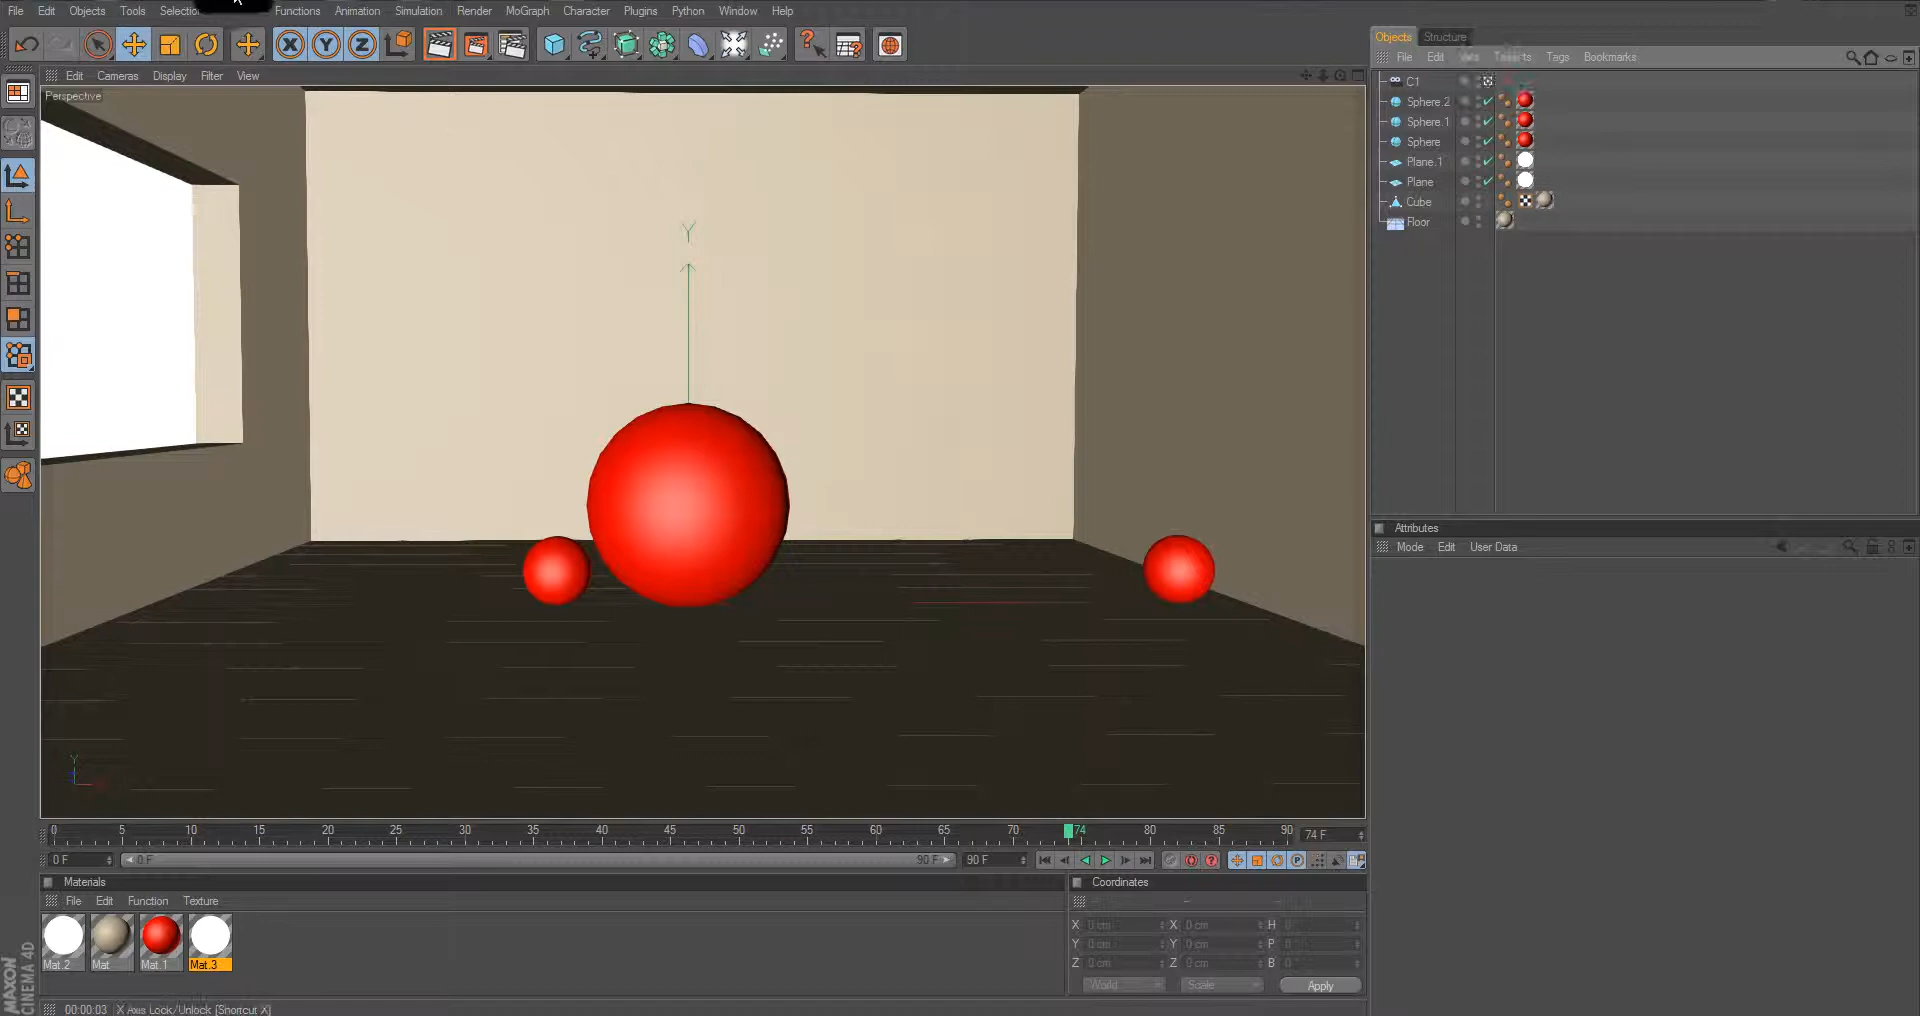 File Edit Objects Tools Selectio Functions Animation Simulation Render MoGraph Character Plugins Python Window Help
Objects Structure
File Edit Tags Bookmarks
Edit Cameras Display Filter View
Perspective
C1
Sphere.2
Sphere.1
Sphere
Plane.1
Plane
Cube
Floor
Y
Attributes
Mode Edit User Data
Y
0 5 10 15 20 25 30 35 40 45 50 55 60 65 70 74 80 85 90 74 F
0 F 0 F 90 F 90 F
Materials
File Edit Function Texture
Mat.2 Mat Mat.1 Mat.3
Coordinates
X 0 cm X 0 cm H 0
Y 0 cm Y 0 cm P 0
Z 0 cm Z 0 cm B 0
World Scale Apply
MAXON
CINEMA 4D
00:00:03 X Axis Lock/Unlock [Shortcut X]